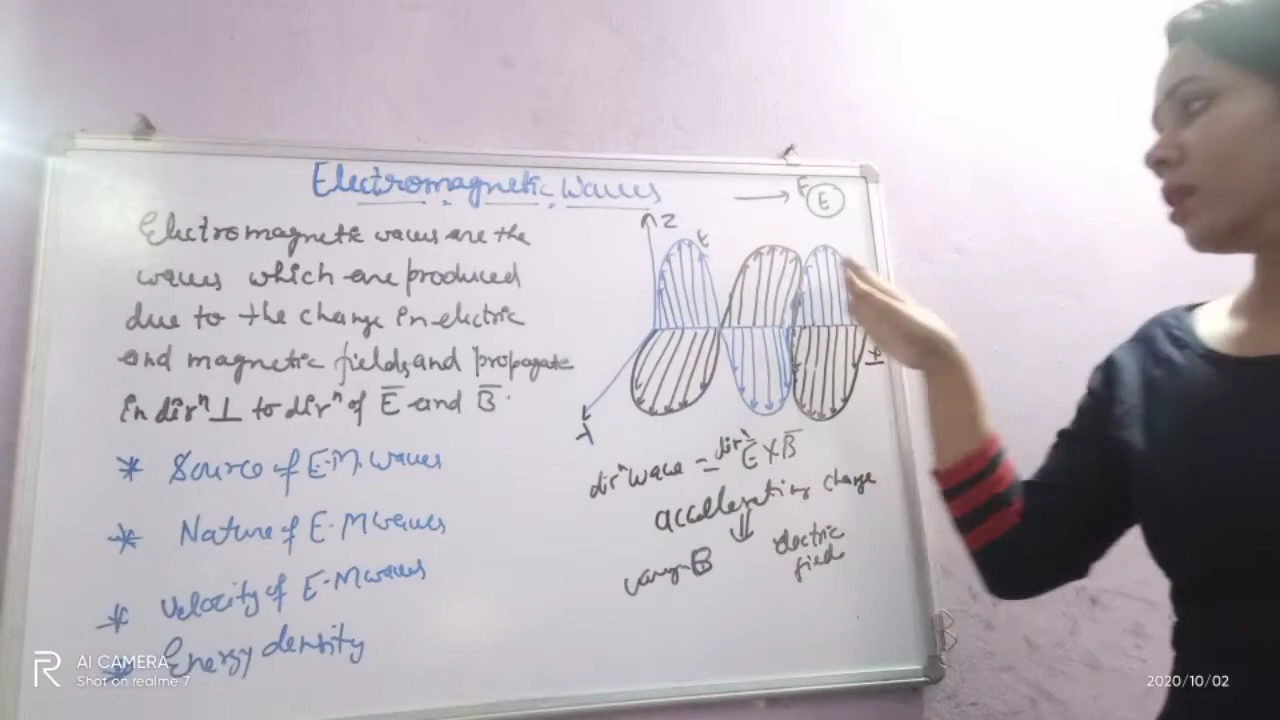 Electromagnetic Waves
Electromagnetic waves are the
waves which are produced
due to the change in electric
and magnetic fields, and propagate
in dirⁿ ⊥ to dirⁿ of E̅ and B̅.
* Source of E.M. waves
* Nature of E.M waves
* Velocity of E.M waves
* Energy density
→ F E
Z
E
dirⁿ wave = dirⁿ E̅ X B̅
accelerating charge
⇓
B
electric
field
R
AI CAMERA
Shot on realme 7
2020/10/02